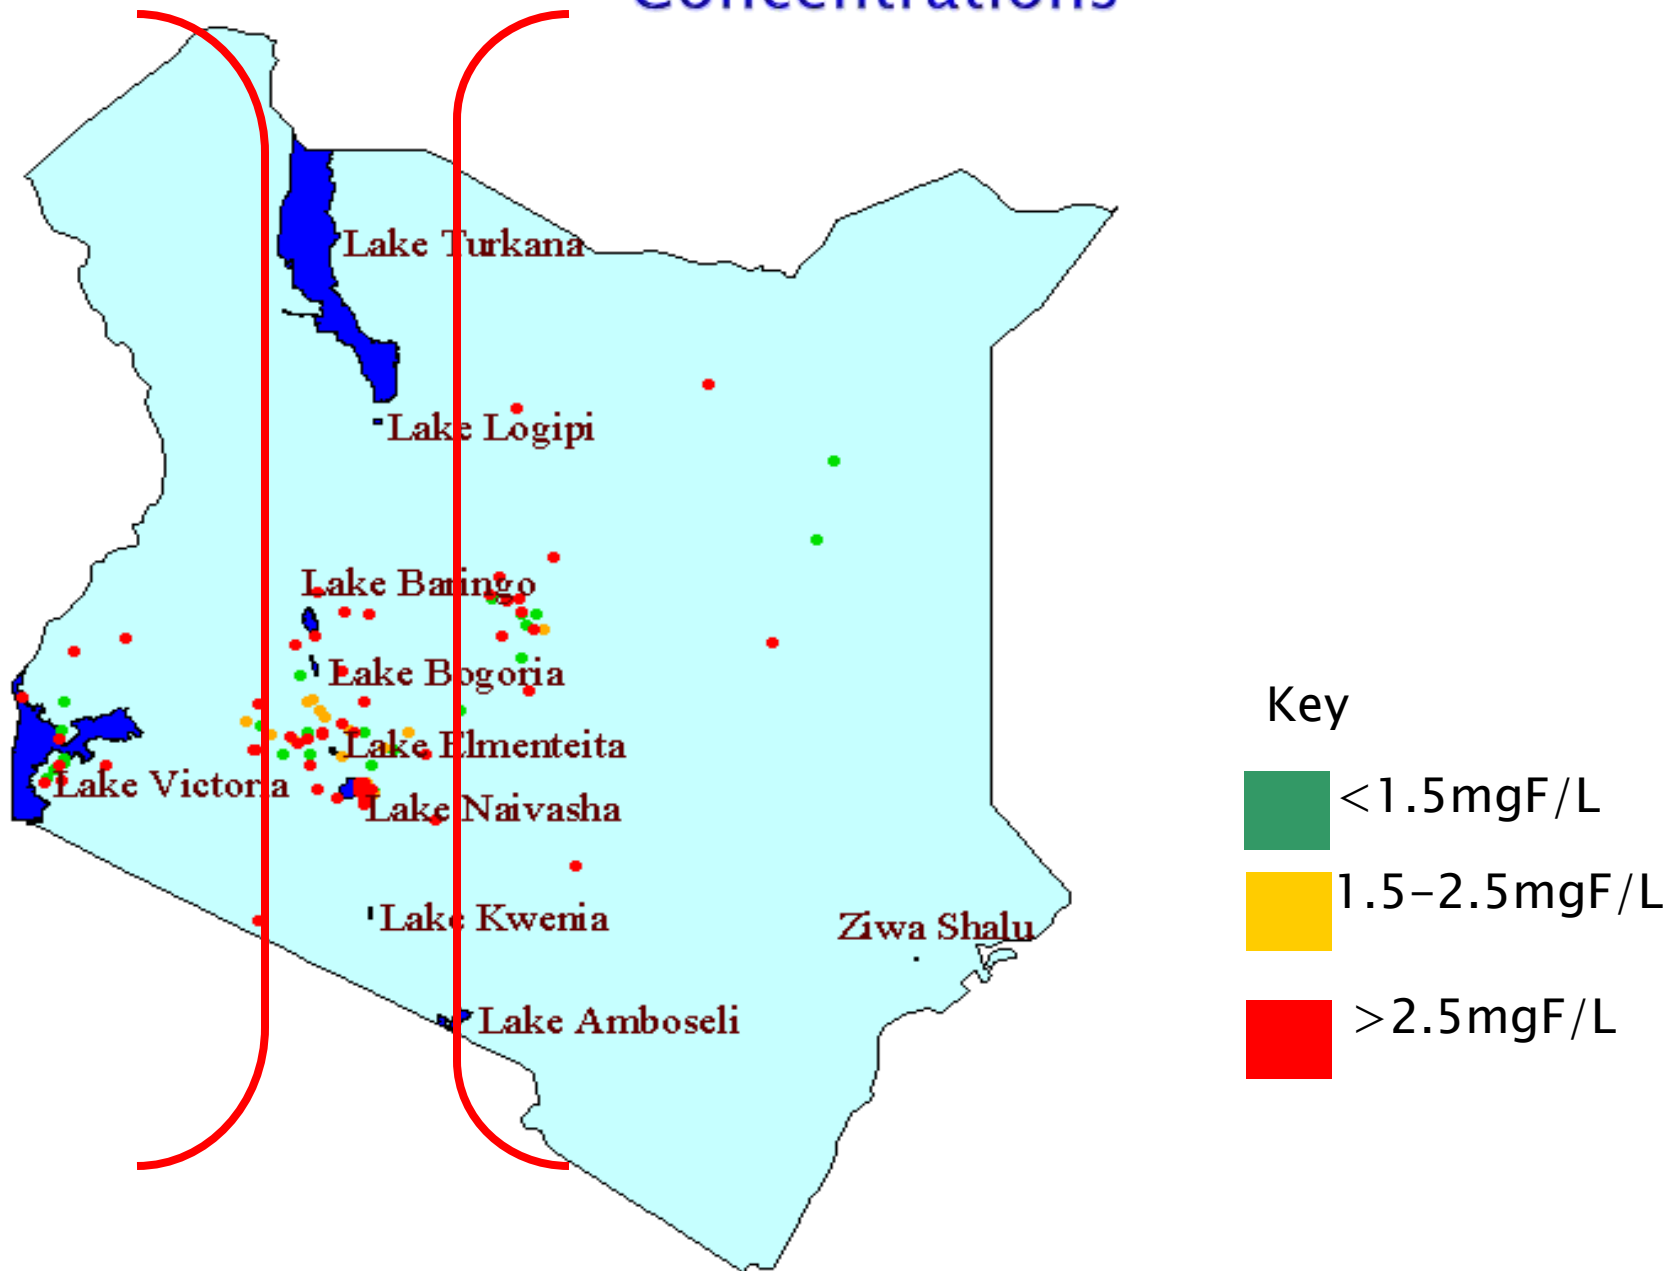 Concentrations
Lake Turkana
Lake Logipi
Lake Baringo
Lake Bogoria
Lake Elmenteita
Lake Victoria
Lake Naivasha
Lake Kwenia
Ziwa Shalu
Lake Amboseli
Key
<1.5mgF/L
1.5-2.5mgF/L
>2.5mgF/L